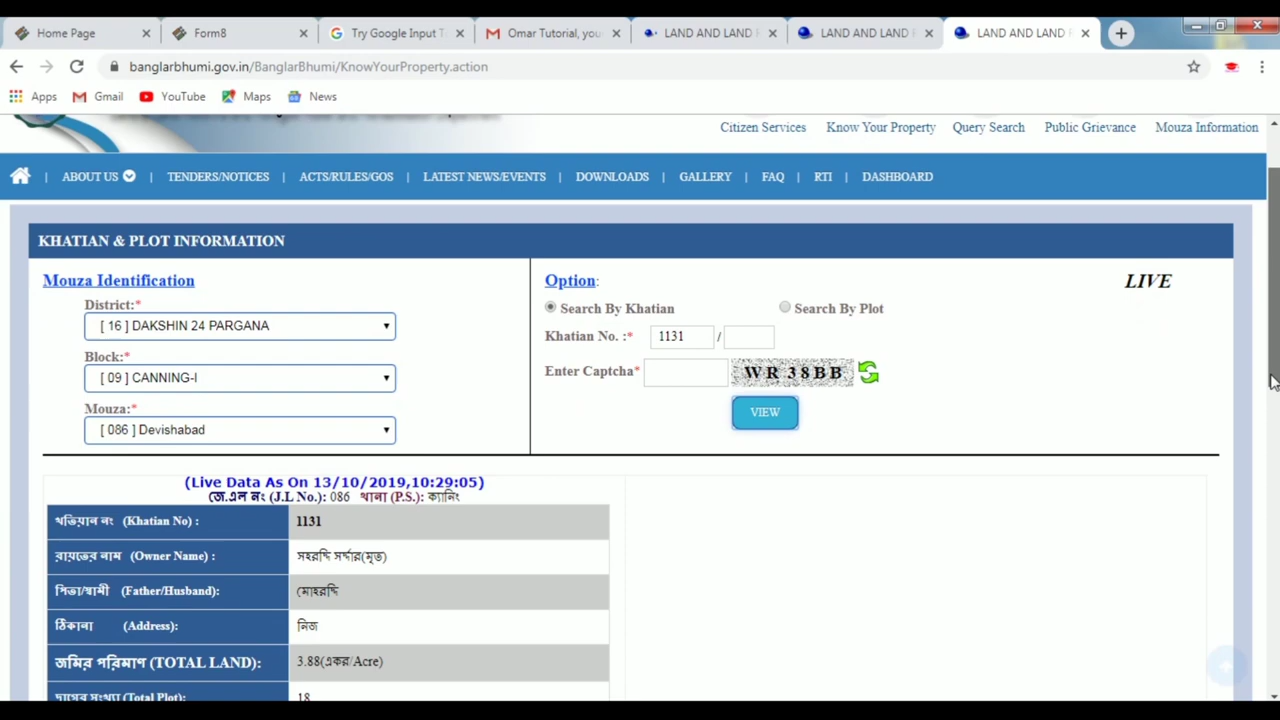 Home Page
Form8
Try Google Input T
Omar Tutorial, you
LAND AND LAND
LAND AND LAND
LAND AND LAND
banglarbhumi.gov.in/BanglarBhumi/KnowYourProperty.action
Apps Gmail YouTube Maps News
Citizen Services Know Your Property Query Search Public Grievance Mouza Information
| ABOUT US | TENDERS/NOTICES | ACTS/RULES/GOS | LATEST NEWS/EVENTS | DOWNLOADS | GALLERY | FAQ | RTI | DASHBOARD
KHATIAN & PLOT INFORMATION
Mouza Identification
District:*
[ 16 ] DAKSHIN 24 PARGANA
Block:*
[ 09 ] CANNING-I
Mouza:*
[ 086 ] Devishabad
Option:
LIVE
Search By Khatian Search By Plot
Khatian No. :* 1131 /
Enter Captcha* WR 38BB
VIEW
(Live Data As On 13/10/2019,10:29:05)
জে.এল নং (J.L No.): 086 থানা (P.S.): ক্যানিং
খতিয়ান নং (Khatian No) : 1131
রায়তের নাম (Owner Name) : সহরদ্দি সর্দ্দার(মৃত)
পিতা/স্বামী (Father/Husband): মোহরদ্দি
ঠিকানা (Address): নিজ
জমির পরিমাণ (TOTAL LAND): 3.88(একর/Acre)
দাগের সংখ্যা (Total Plot): 18